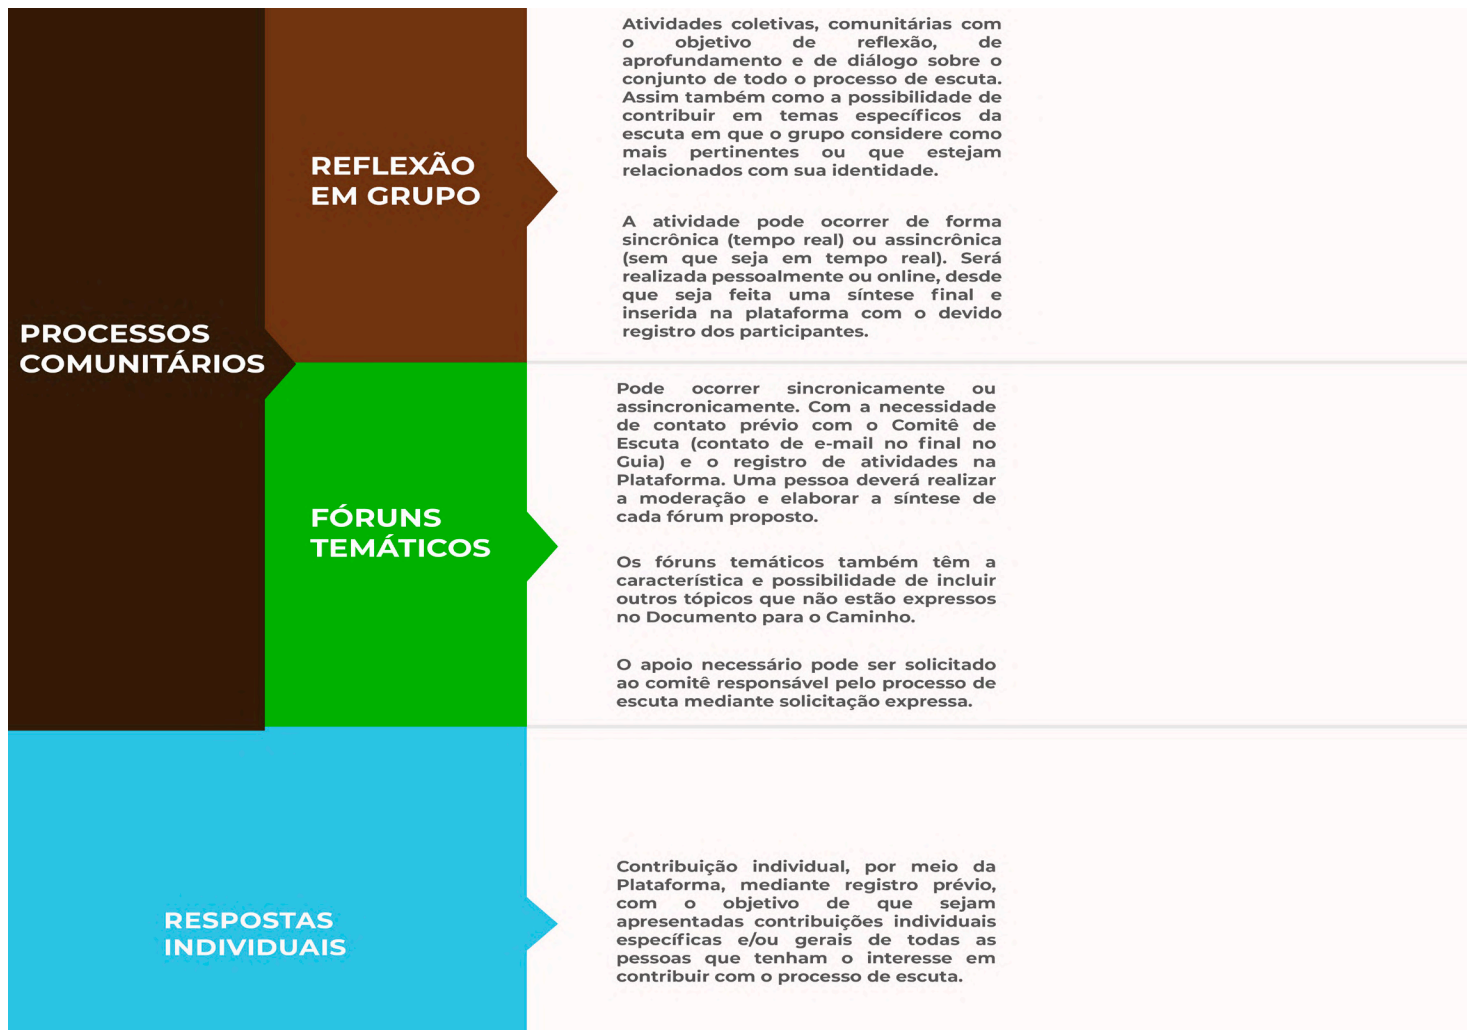 PROCESSOS
COMUNITÁRIOS
REFLEXÃO
EM GRUPO
Atividades coletivas, comunitárias com
o objetivo de reflexão, de
aprofundamento e de diálogo sobre o
conjunto de todo o processo de escuta.
Assim também como a possibilidade de
contribuir em temas específicos da
escuta em que o grupo considere como
mais pertinentes ou que estejam
relacionados com sua identidade.
A atividade pode ocorrer de forma
sincrônica (tempo real) ou assincrônica
(sem que seja em tempo real). Será
realizada pessoalmente ou online, desde
que seja feita uma síntese final e
inserida na plataforma com o devido
registro dos participantes.
FÓRUNS
TEMÁTICOS
Pode ocorrer sincronicamente ou
assincronicamente. Com a necessidade
de contato prévio com o Comitê de
Escuta (contato de e-mail no final no
Guia) e o registro de atividades na
Plataforma. Uma pessoa deverá realizar
a moderação e elaborar a síntese de
cada fórum proposto.
Os fóruns temáticos também têm a
característica e possibilidade de incluir
outros tópicos que não estão expressos
no Documento para o Caminho.
O apoio necessário pode ser solicitado
ao comitê responsável pelo processo de
escuta mediante solicitação expressa.
RESPOSTAS
INDIVIDUAIS
Contribuição individual, por meio da
Plataforma, mediante registro prévio,
com o objetivo de que sejam
apresentadas contribuições individuais
específicas e/ou gerais de todas as
pessoas que tenham o interesse em
contribuir com o processo de escuta.